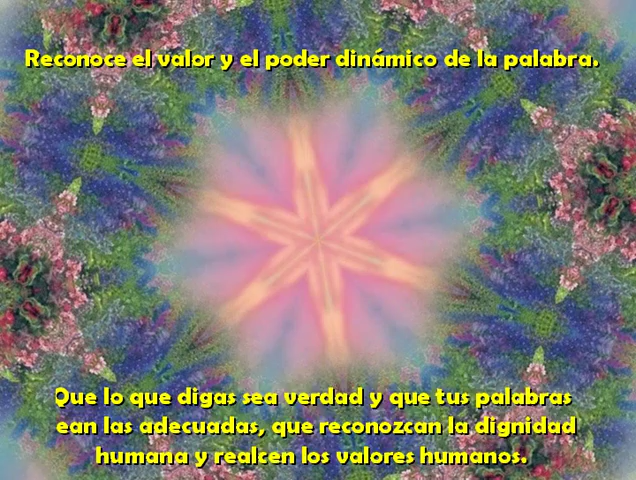 Reconoce el valor y el poder dinámico de la palabra.
Que lo que digas sea verdad y que tus palabras
ean las adecuadas, que reconozcan la dignidad
humana y realcen los valores humanos.